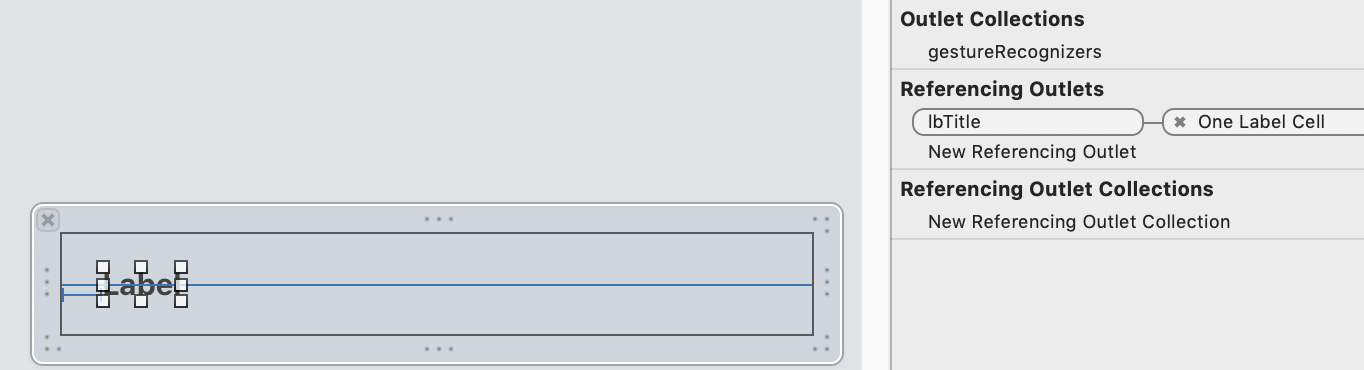 Outlet Collections
gestureRecognizers
Referencing Outlets
lbTitle
One Label Cell
New Referencing Outlet
Referencing Outlet Collections
New Referencing Outlet Collection
Label